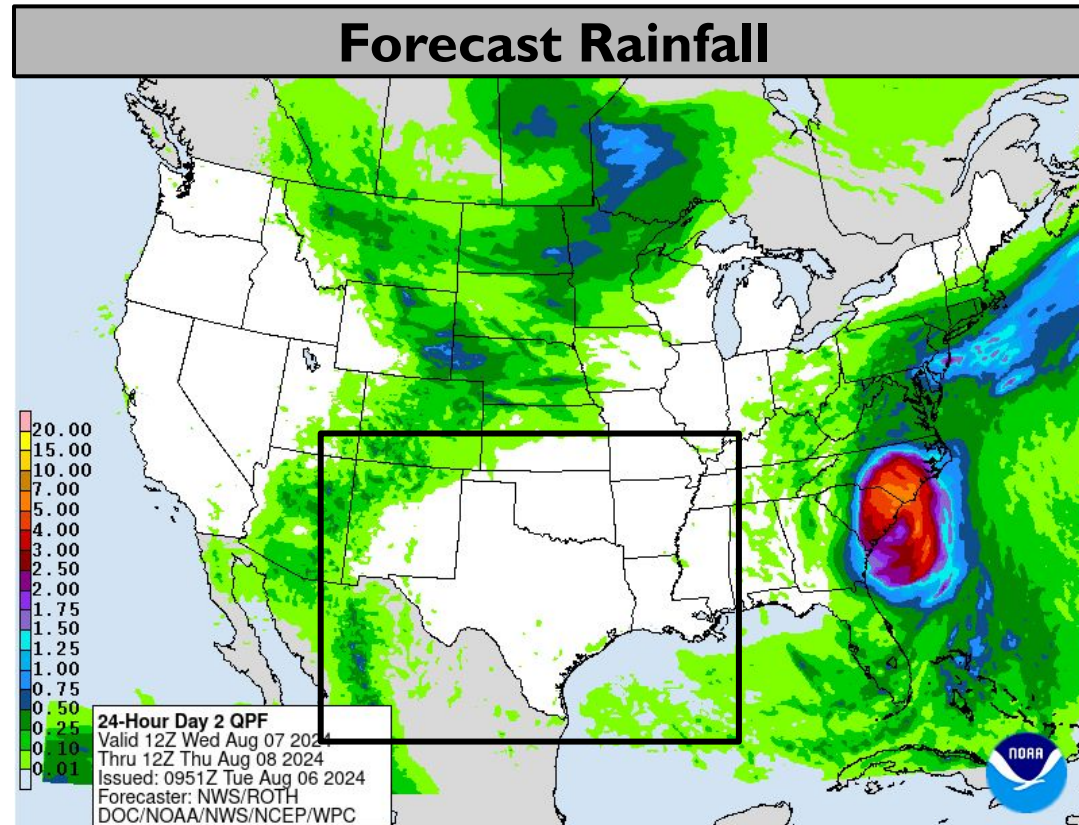 Forecast Rainfall
20.00
15.00
10.00
7.00
5.00
4.00
3.00
2.50
2.00
1.75
1.50
1.25
1.00
0.75
0.50
0.25
0.10
0.01
24-Hour Day 2 QPF
Valid 12Z Wed Aug 07 2024
Thru 12Z Thu Aug 08 2024
Issued: 0951Z Tue Aug 06 2024
Forecaster: NWS/ROTH
DOC/NOAA/NWS/NCEP/WPC
NOAA